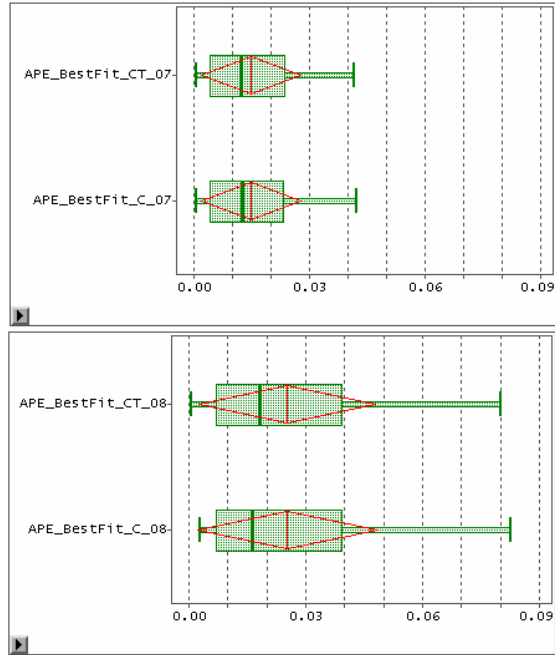 APE_BestFit_CT_07
APE_BestFit_C_07
0.00 0.03 0.06 0.09
APE_BestFit_CT_08
APE_BestFit_C_08
0.00 0.03 0.06 0.09